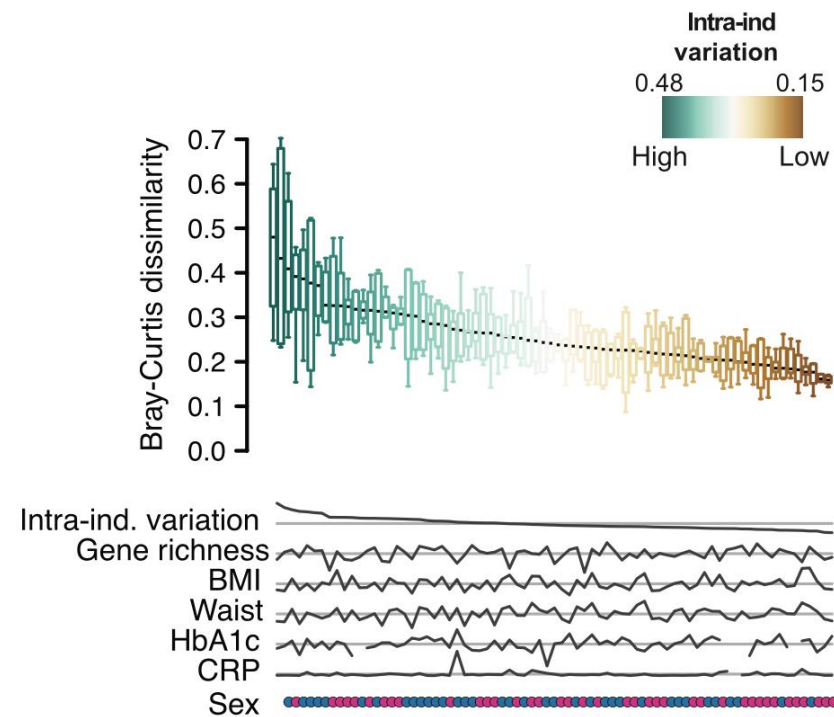 Intra-ind
variation
0.48 0.15
High Low
Bray-Curtis dissimilarity
0.7
0.6
0.5
0.4
0.3
0.2
0.1
0.0
Intra-ind. variation
Gene richness
BMI
Waist
HbA1c
CRP
Sex